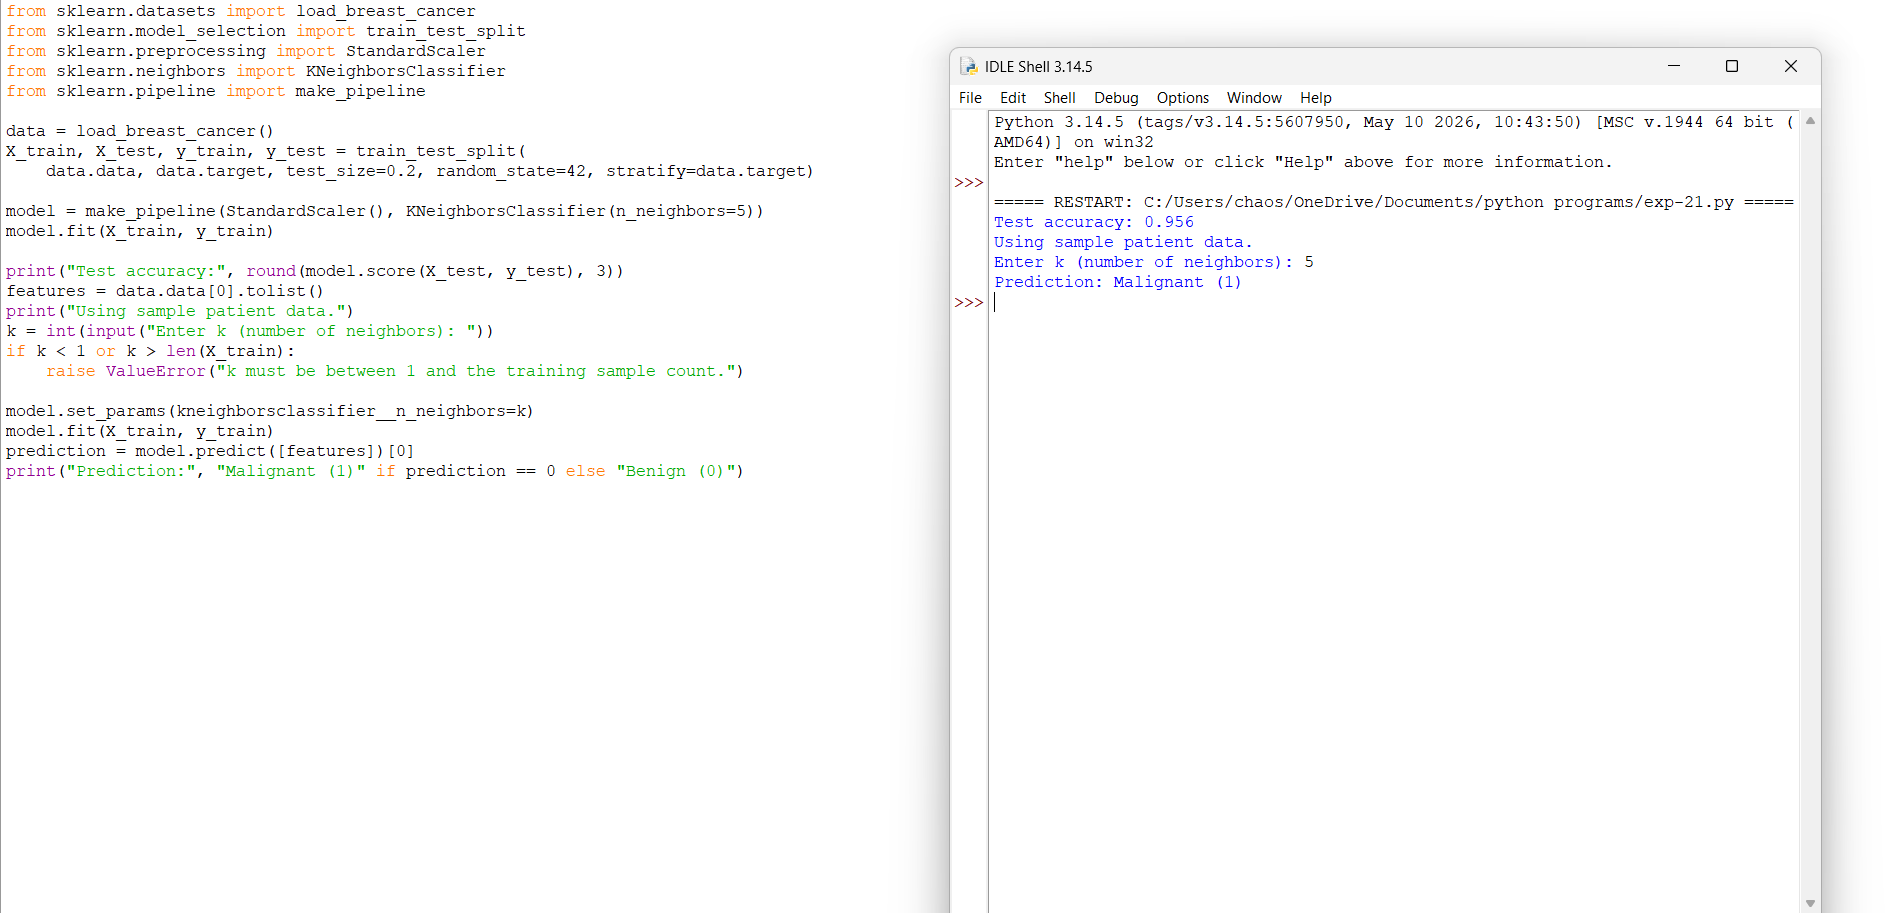 from sklearn.datasets import load_breast_cancer
from sklearn.model_selection import train_test_split
from sklearn.preprocessing import StandardScaler
from sklearn.neighbors import KNeighborsClassifier
from sklearn.pipeline import make_pipeline
data = load_breast_cancer()
X_train, X_test, y_train, y_test = train_test_split(
    data.data, data.target, test_size=0.2, random_state=42, stratify=data.target)
model = make_pipeline(StandardScaler(), KNeighborsClassifier(n_neighbors=5))
model.fit(X_train, y_train)
print("Test accuracy:", round(model.score(X_test, y_test), 3))
features = data.data[0].tolist()
print("Using sample patient data.")
k = int(input("Enter k (number of neighbors): "))
if k < 1 or k > len(X_train):
    raise ValueError("k must be between 1 and the training sample count.")
model.set_params(kneighborsclassifier__n_neighbors=k)
model.fit(X_train, y_train)
prediction = model.predict([features])[0]
print("Prediction:", "Malignant (1)" if prediction == 0 else "Benign (0)")
IDLE Shell 3.14.5
File Edit Shell Debug Options Window Help
Python 3.14.5 (tags/v3.14.5:5607950, May 10 2026, 10:43:50) [MSC v.1944 64 bit (
AMD64)] on win32
Enter "help" below or click "Help" above for more information.
>>>
===== RESTART: C:/Users/chaos/OneDrive/Documents/python programs/exp-21.py =====
Test accuracy: 0.956
Using sample patient data.
Enter k (number of neighbors): 5
Prediction: Malignant (1)
>>>